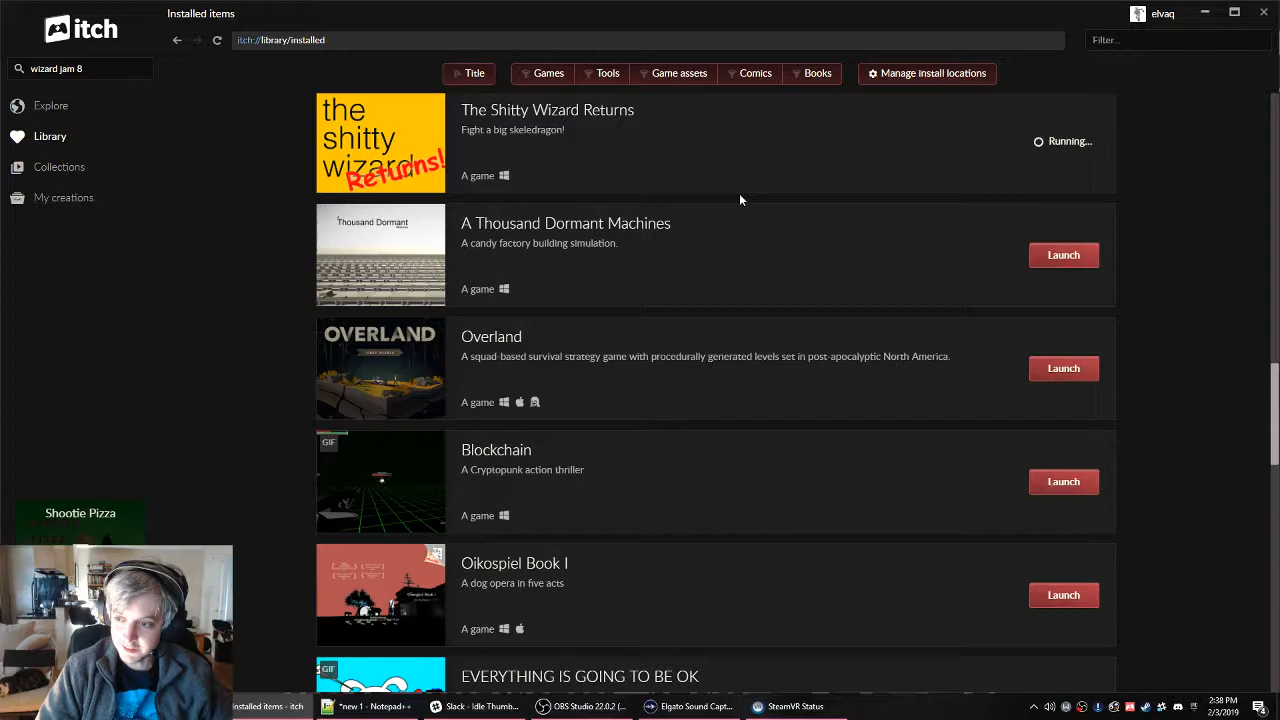 Installed items
elvaq
itch
itch://library/installed
Filter...
wizard jam 8
Title
Games
Tools
Game assets
Comics
Books
Manage install locations
Explore
Library
Collections
My creations
the
shitty
wizard
Returns!
The Shitty Wizard Returns
Fight a big skeledragon!
A game
Running...
Thousand Dormant
A Thousand Dormant Machines
A candy factory building simulation.
A game
Launch
OVERLAND
FIRST ACCESS
Overland
A squad-based survival strategy game with procedurally generated levels set in post-apocalyptic North America.
A game
Launch
GIF
Blockchain
A Cryptopunk action thriller
A game
Launch
Shootie Pizza
Oikospiel Book I
A dog opera in five acts
A game
Launch
GIF
EVERYTHING IS GOING TO BE OK
nstalled items - itch
*new 1 - Notepad++
- Idle Thum...
OBS Studio 22.0.2 (...
Elgato Soun...
SteamVR Status
2:38 PM
2/3/2019